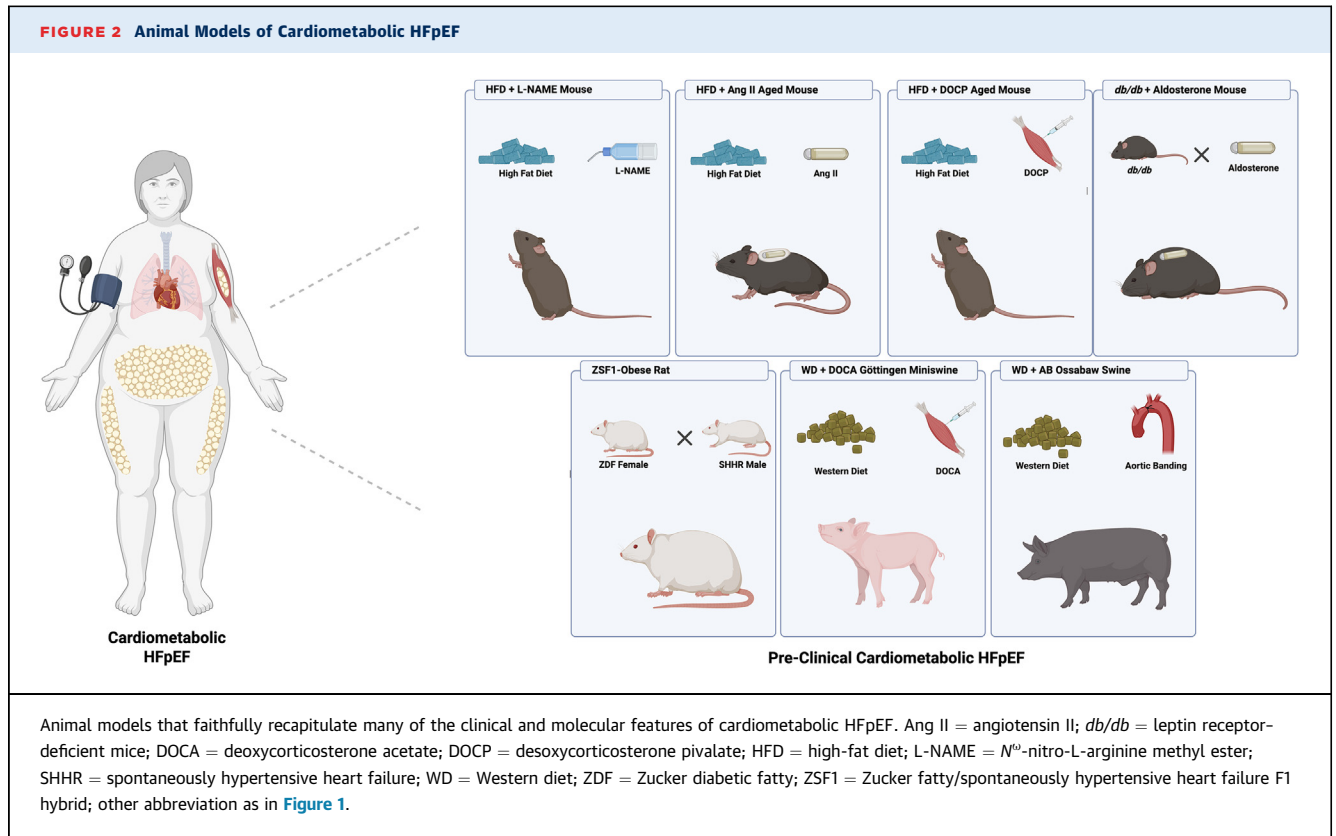 FIGURE 2 Animal Models of Cardiometabolic HFpEF
HFD + L-NAME Mouse
High Fat Diet
L-NAME
HFD + Ang II Aged Mouse
High Fat Diet
Ang II
HFD + DOCP Aged Mouse
High Fat Diet
DOCP
db/db + Aldosterone Mouse
db/db
Aldosterone
ZSF1-Obese Rat
ZDF Female
SHHR Male
WD + DOCA Göttingen Miniswine
Western Diet
DOCA
WD + AB Ossabaw Swine
Western Diet
Aortic Banding
Cardiometabolic
HFpEF
Pre-Clinical Cardiometabolic HFpEF
Animal models that faithfully recapitulate many of the clinical and molecular features of cardiometabolic HFpEF. Ang II = angiotensin II; db/db = leptin receptor–
deficient mice; DOCA = deoxycorticosterone acetate; DOCP = desoxycorticosterone pivalate; HFD = high-fat diet; L-NAME = Nω-nitro-L-arginine methyl ester;
SHHR = spontaneously hypertensive heart failure; WD = Western diet; ZDF = Zucker diabetic fatty; ZSF1 = Zucker fatty/spontaneously hypertensive heart failure F1
hybrid; other abbreviation as in Figure 1.